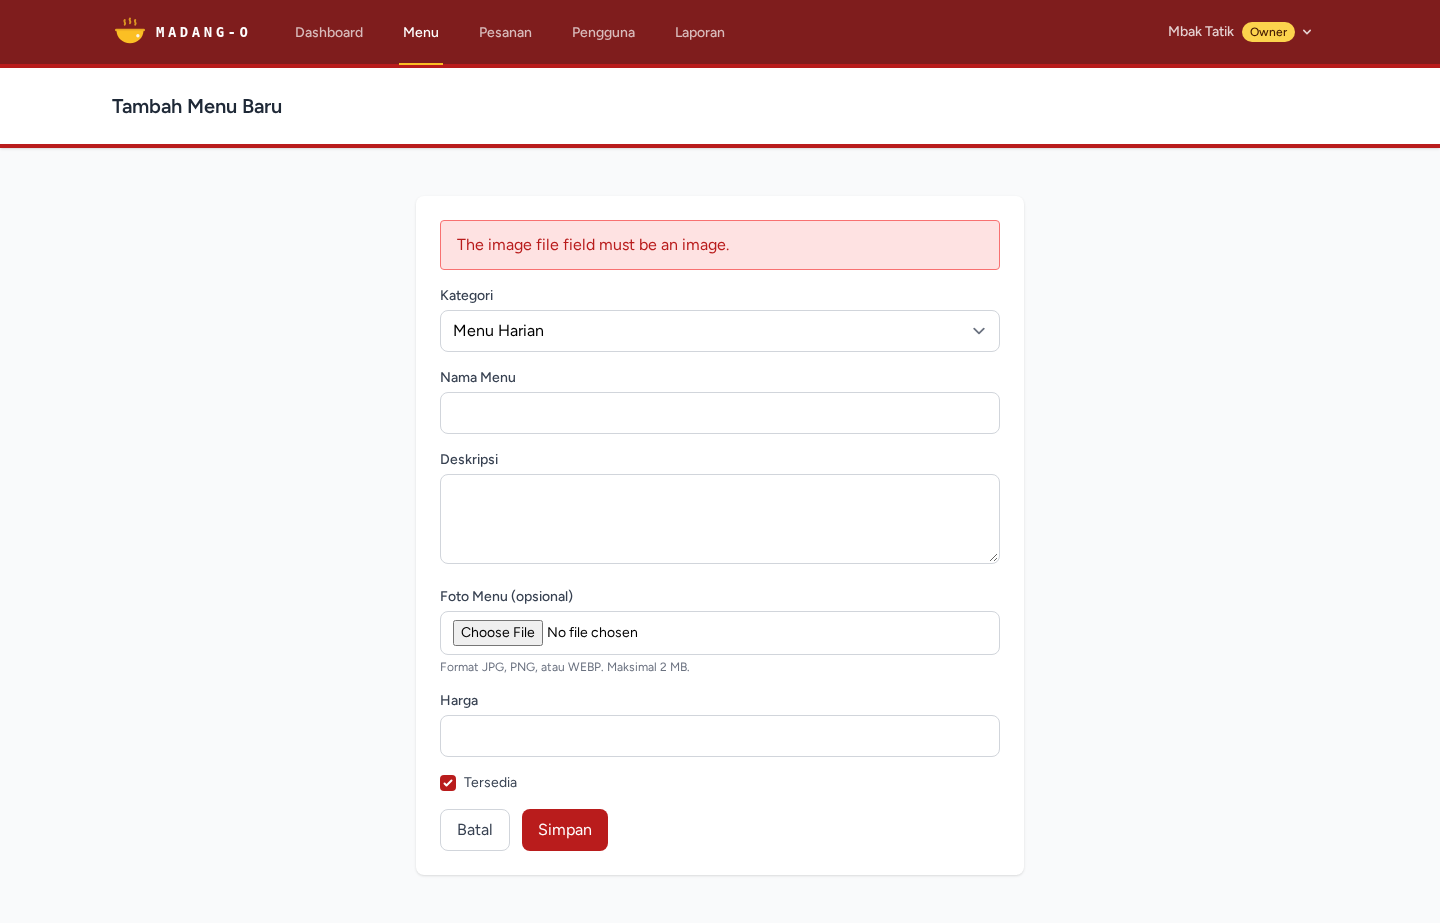 MADANG-O Dashboard Menu Pesanan Pengguna Laporan Mbak Tatik Owner
Tambah Menu Baru
The image file field must be an image.
Kategori
Menu Harian
Nama Menu
Deskripsi
Foto Menu (opsional)
Choose File No file chosen
Format JPG, PNG, atau WEBP. Maksimal 2 MB.
Harga
Tersedia
Batal Simpan